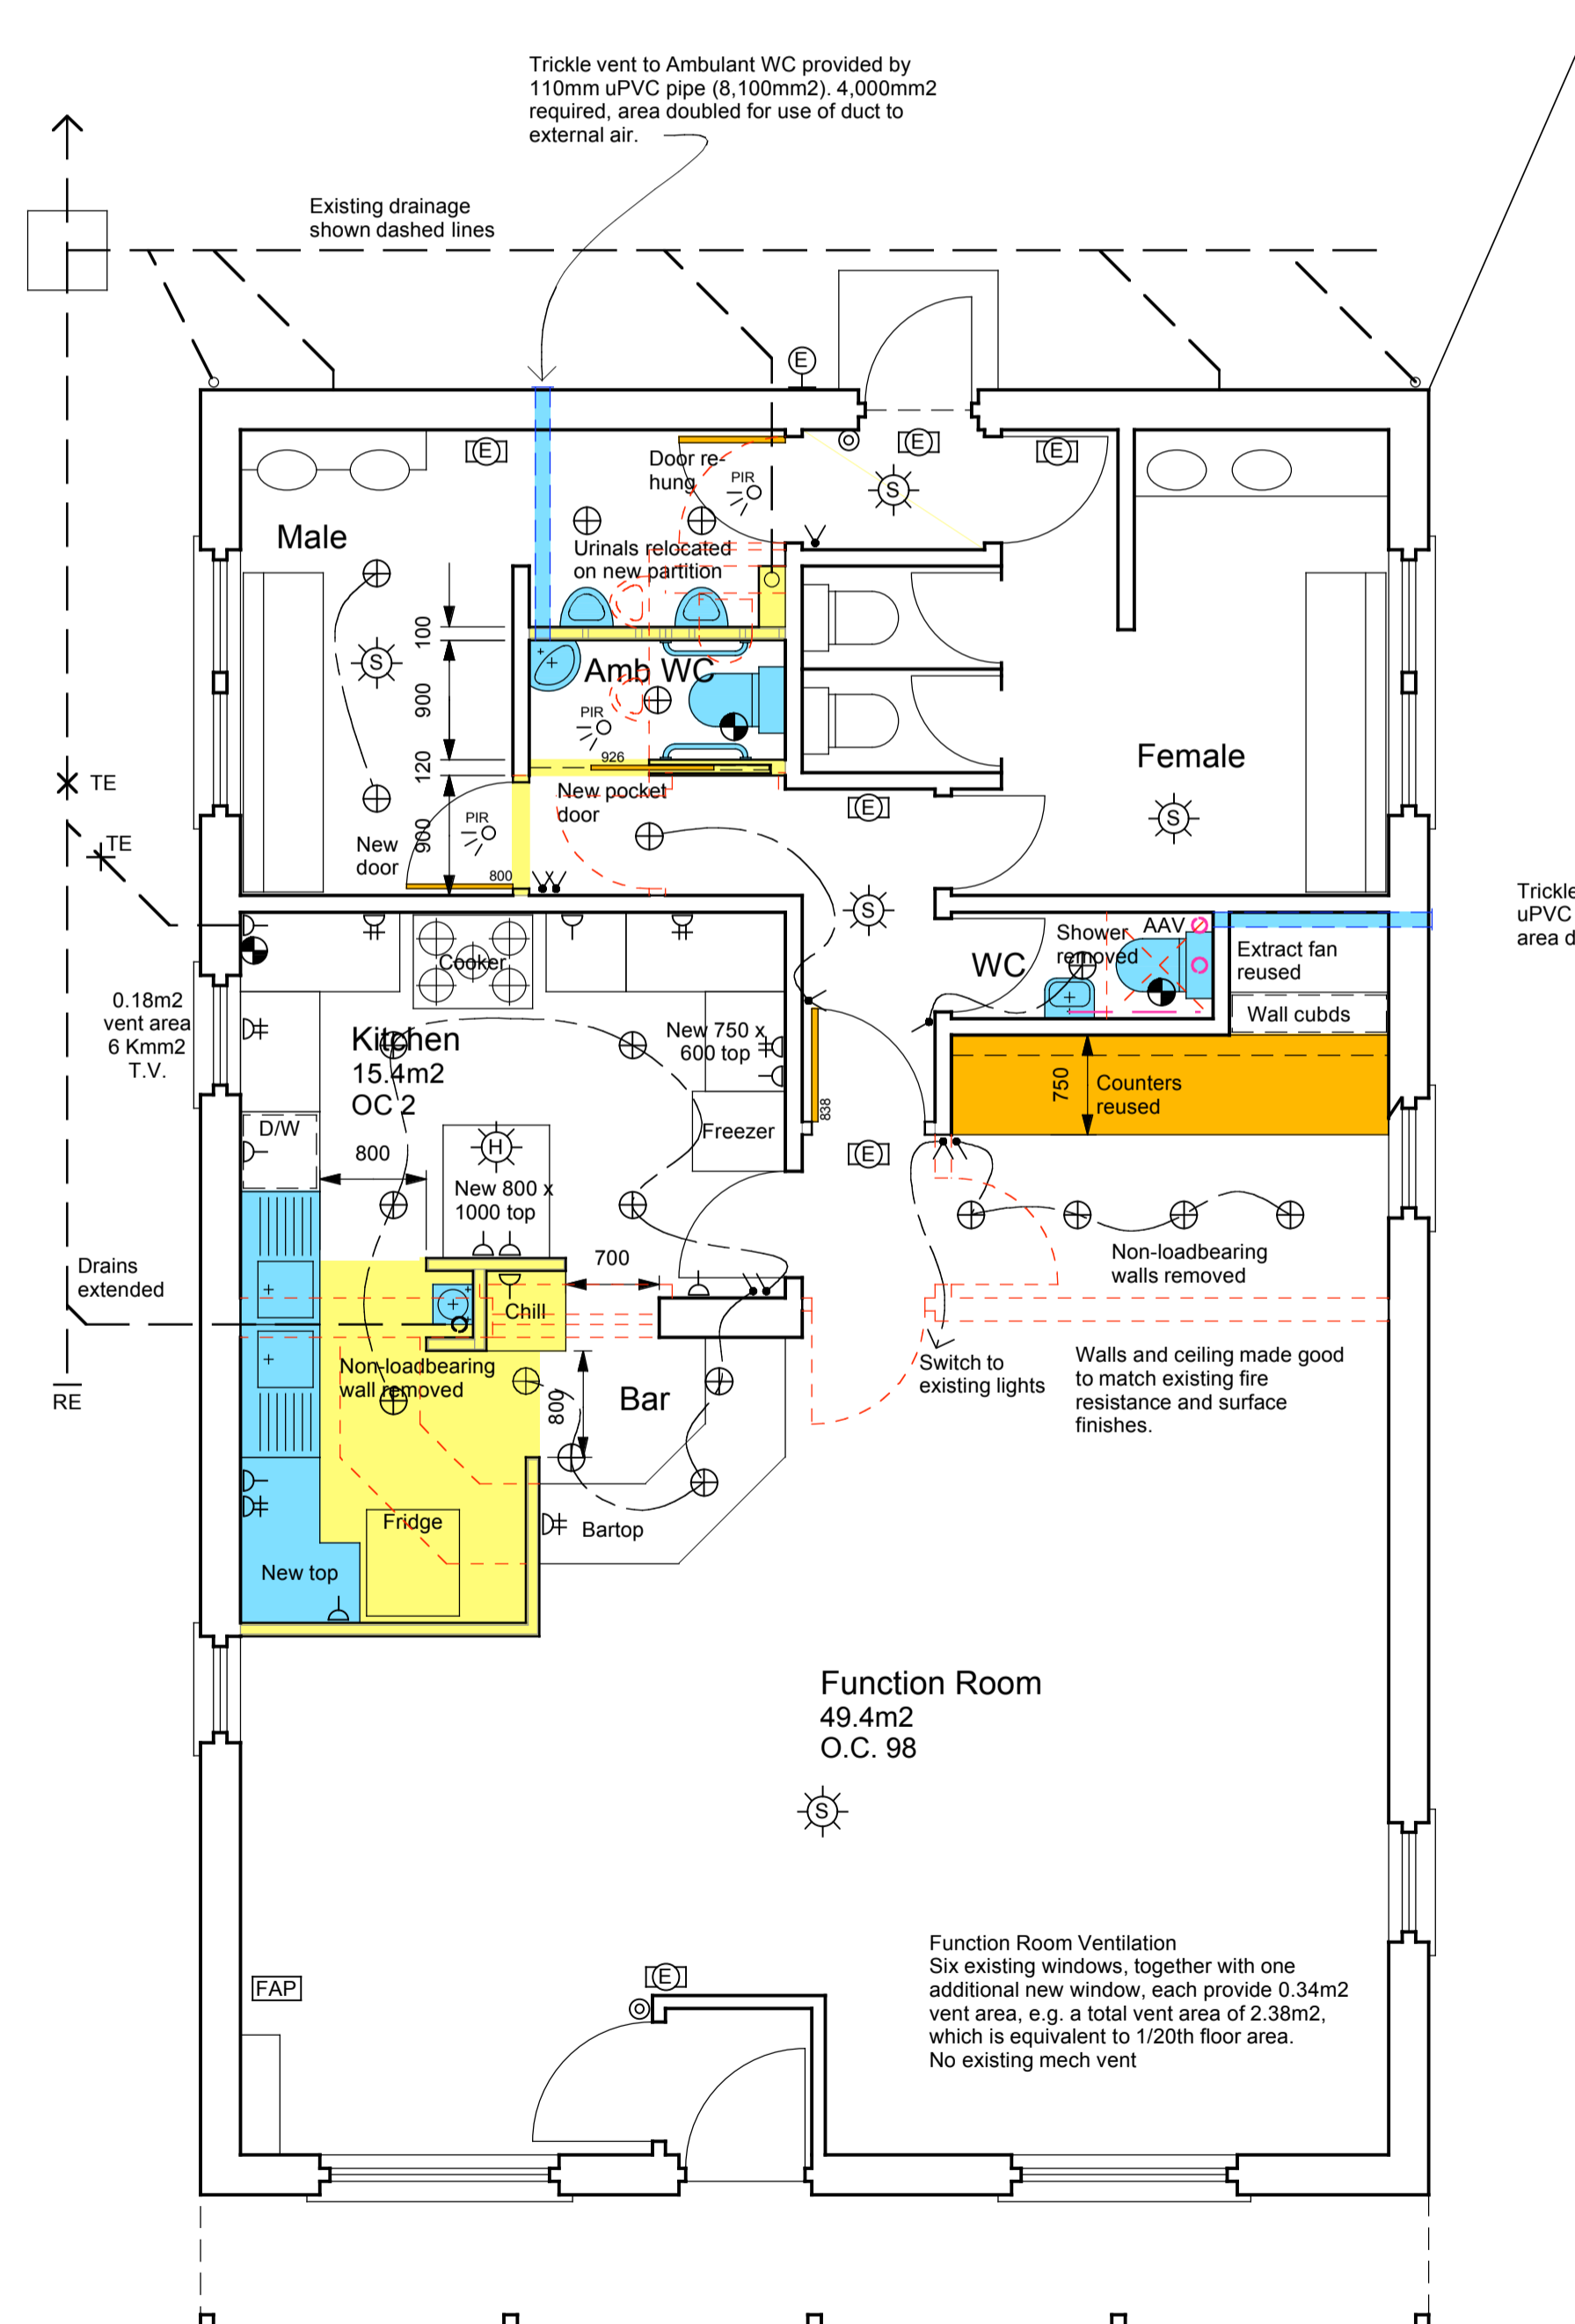 Trickle vent to Ambulant WC provided by
110mm uPVC pipe (8,100mm2). 4,000mm2
required, area doubled for use of duct to
external air.
Existing drainage
shown dashed lines
E
E
E
E
Door re-
hung
PIR
S
Male
Urinals relocated
on new partition
100
S
Amb WC
900
PIR
Female
926
120
TE
New pocket
door
E
S
PIR
TE
New
door
900
800
S
Trickle
uPVC
area d
AAV
Shower
removed
WC
Extract fan
reused
Cooker
0.18m2
vent area
6 Kmm2
T.V.
Wall cubds
Kitchen
15.4m2
OC 2
New 750 x
600 top
750
Counters
reused
838
D/W
H
Freezer
E
800
New 800 x
1000 top
Non-loadbearing
walls removed
Drains
extended
700
Chill
Switch to
existing lights
Walls and ceiling made good
to match existing fire
resistance and surface
finishes.
Non-loadbearing
wall removed
RE
800
Bar
Fridge
Bartop
New top
Function Room
49.4m2
O.C. 98
S
Function Room Ventilation
Six existing windows, together with one
additional new window, each provide 0.34m2
vent area, e.g. a total vent area of 2.38m2,
which is equivalent to 1/20th floor area.
No existing mech vent
E
FAP